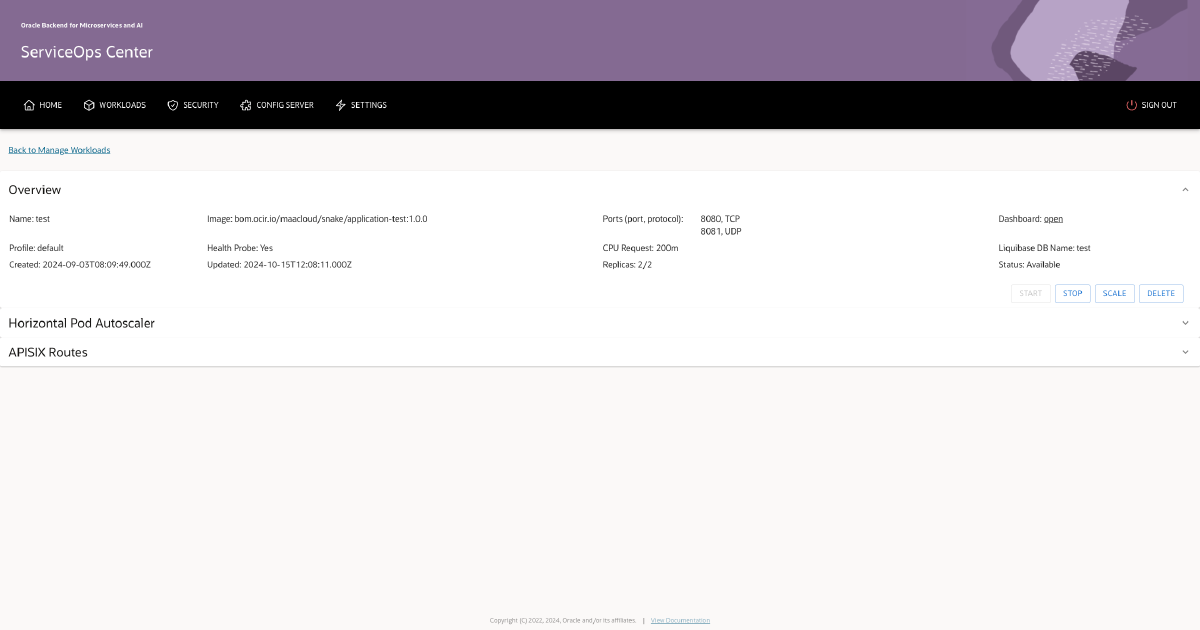 Oracle Backend for Microservices and AI
ServiceOps Center
HOME WORKLOADS SECURITY CONFIG SERVER SETTINGS SIGN OUT
Back to Manage Workloads
Overview
Name: test Image: bom.ocir.io/maacloud/snake/application-test:1.0.0 Ports (port, protocol): 8080, TCP Dashboard: open
8081, UDP
Profile: default Health Probe: Yes CPU Request: 200m Liquibase DB Name: test
Created: 2024-09-03T08:09:49.000Z Updated: 2024-10-15T12:08:11.000Z Replicas: 2/2 Status: Available
START STOP SCALE DELETE
Horizontal Pod Autoscaler
APISIX Routes
Copyright (C) 2022, 2024, Oracle and/or its affiliates. | View Documentation